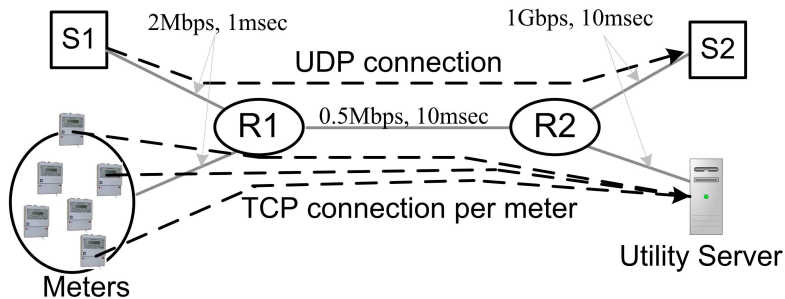 S1
2Mbps, 1msec
1Gbps, 10msec
S2
UDP connection
R1
0.5Mbps, 10msec
R2
TCP connection per meter
Utility Server
Meters